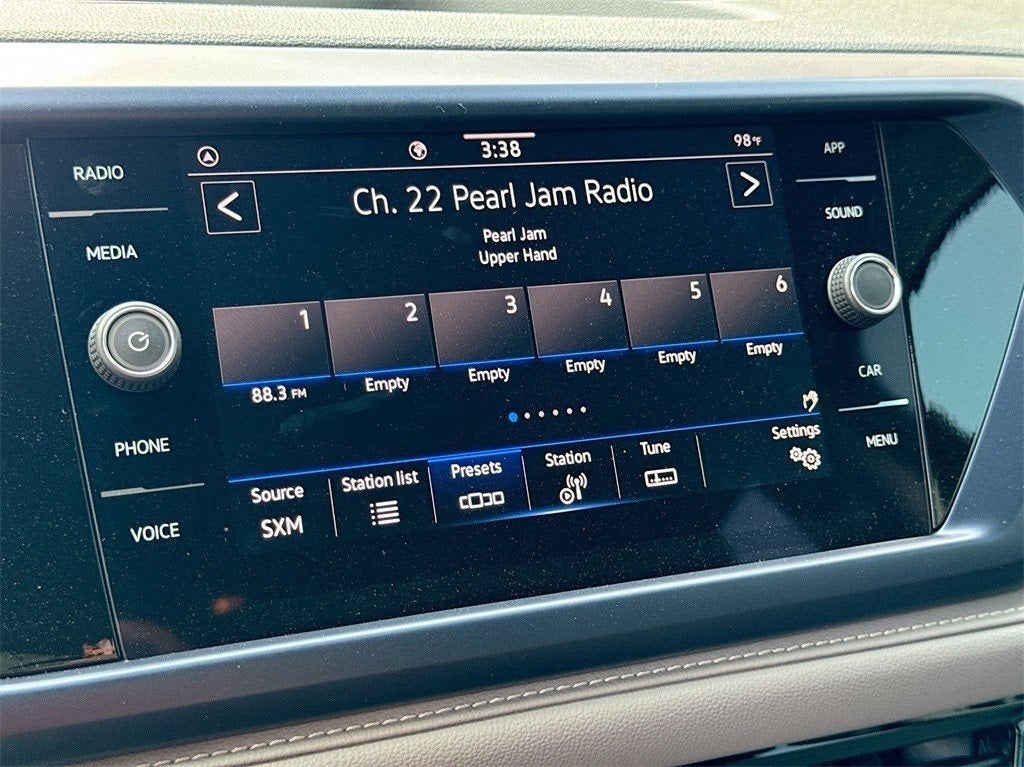 RADIO
MEDIA
PHONE
VOICE
3:38
98°F
Ch. 22 Pearl Jam Radio
Pearl Jam
Upper Hand
1 2 3 4 5 6
88.3 FM Empty Empty Empty Empty Empty
Settings
Source Station list Presets Station Tune
SXM
APP
SOUND
CAR
MENU